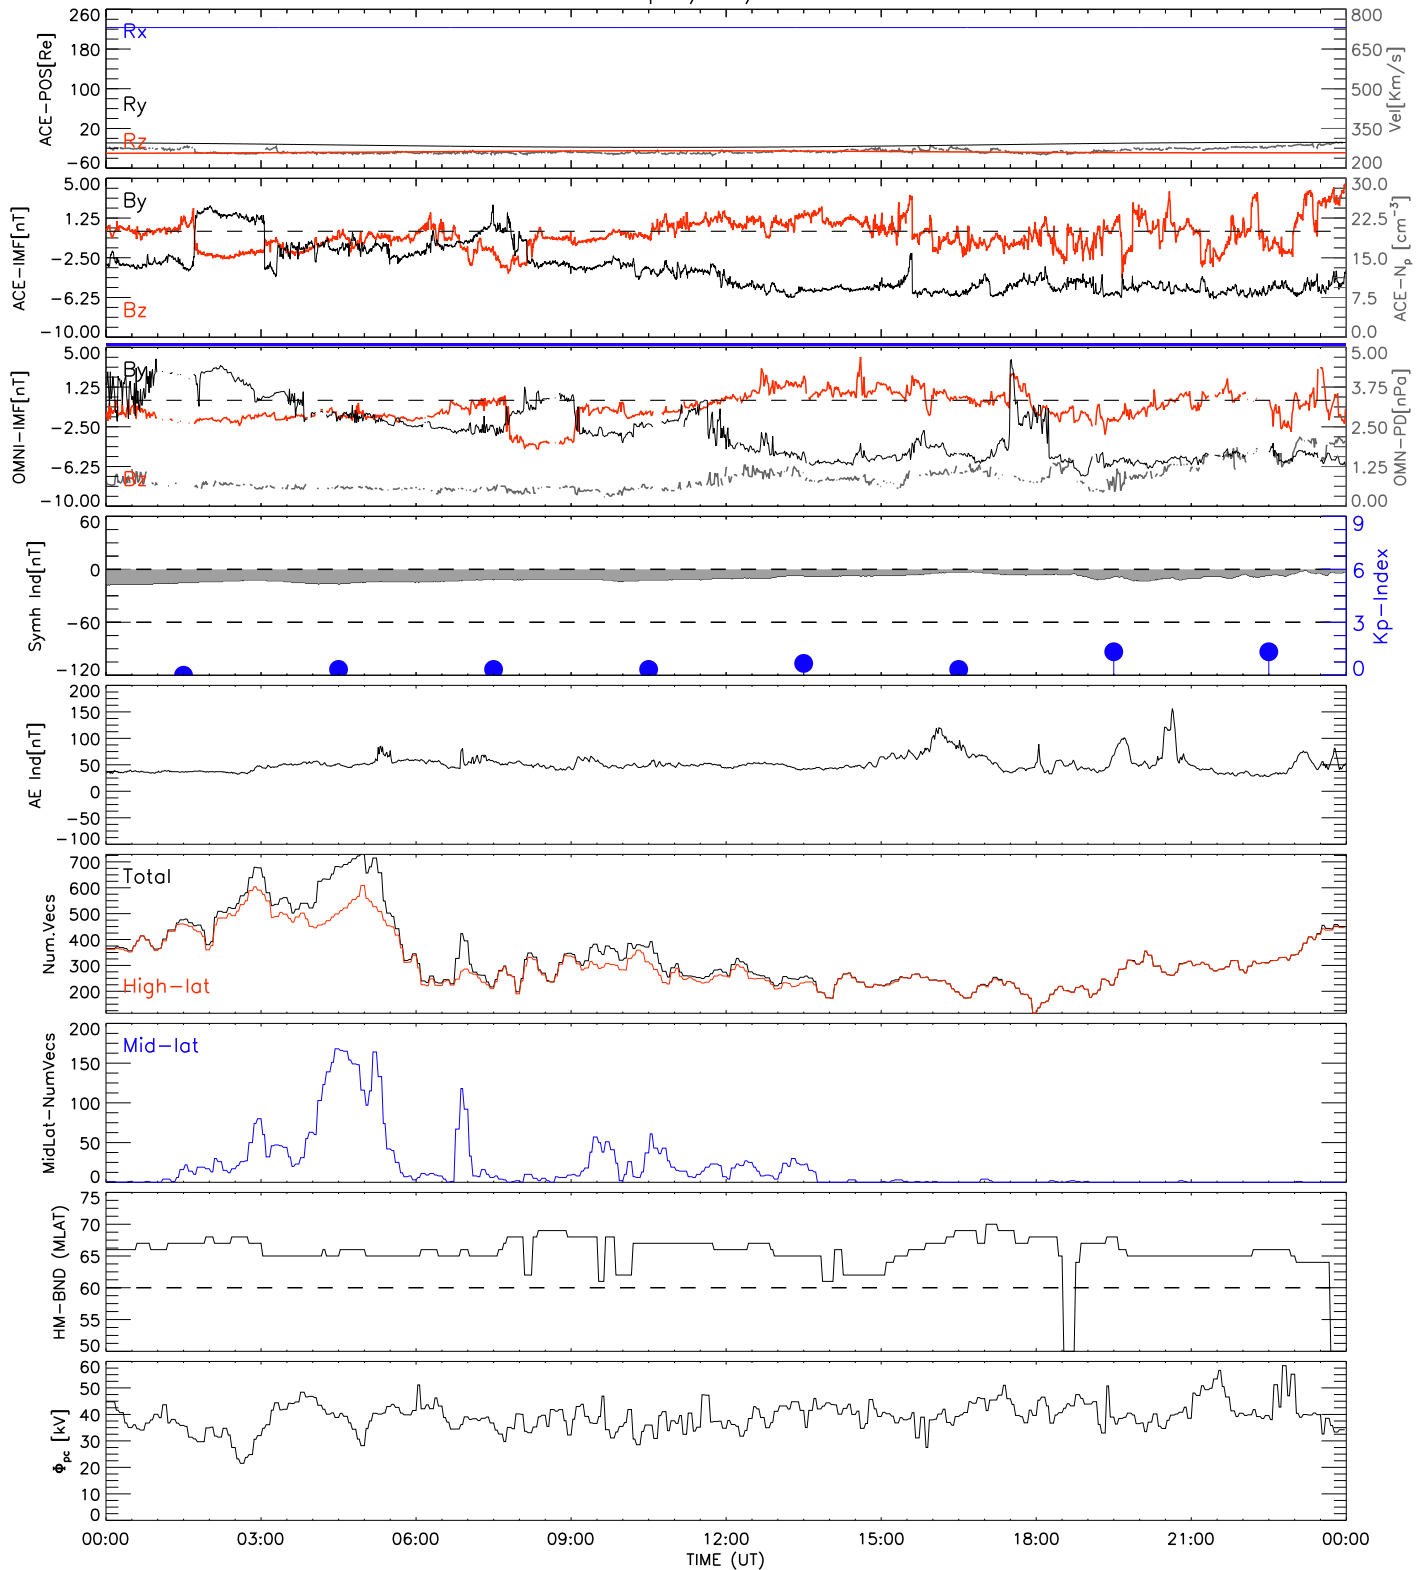 260
180
100
20
−60
ACE−POS[Re]
Rx
Ry
Rz
800
650
500
350
200
Vel[Km/s]
5.00
1.25
−2.50
−6.25
−10.00
ACE−IMF[nT]
By
Bz
30.0
22.5
15.0
7.5
0.0
ACE−Np [cm−3]
5.00
1.25
−2.50
−6.25
−10.00
OMNI−IMF[nT]
By
Bz
5.00
3.75
2.50
1.25
0.00
OMN−PD[nPa]
60
0
−60
−120
Symh Ind[nT]
9
6
3
0
Kp−Index
200
150
100
50
0
−50
−100
AE Ind[nT]
700
600
500
400
300
200
Num.Vecs
Total
High−lat
200
150
100
50
0
MidLat−NumVecs
Mid−lat
75
70
65
60
55
50
HM−BND (MLAT)
60
50
40
30
20
10
0
Φpc [kV]
00:00 03:00 06:00 09:00 12:00 15:00 18:00 21:00 00:00
TIME (UT)